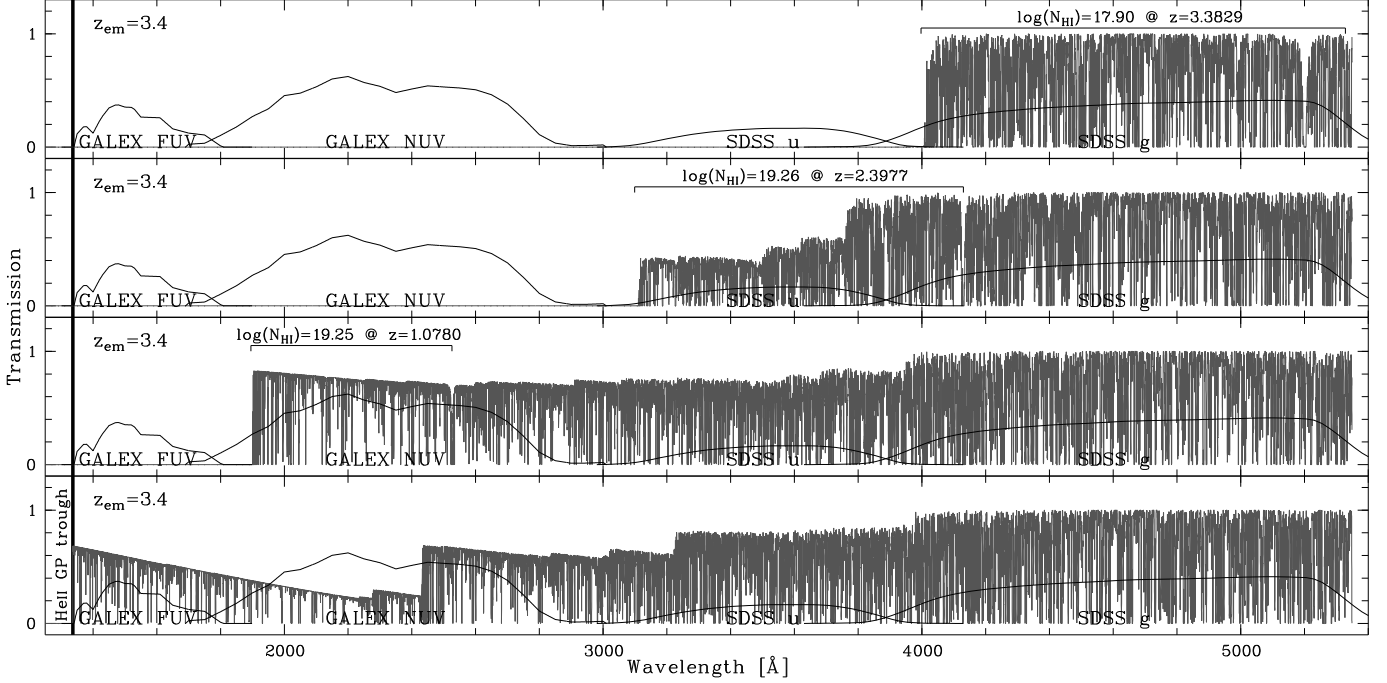 log(N_HI)=17.90 @ z=3.3829
z_em=3.4
1
0
GALEX FUV GALEX NUV SDSS u SDSS g
log(N_HI)=19.26 @ z=2.3977
z_em=3.4
1
0
GALEX FUV GALEX NUV SDSS u SDSS g
Transmission
log(N_HI)=19.25 @ z=1.0780
z_em=3.4
1
0
GALEX FUV GALEX NUV SDSS u SDSS g
HeII GP trough
z_em=3.4
1
0
GALEX FUV GALEX NUV SDSS u SDSS g
2000 3000 4000 5000
Wavelength [Å]